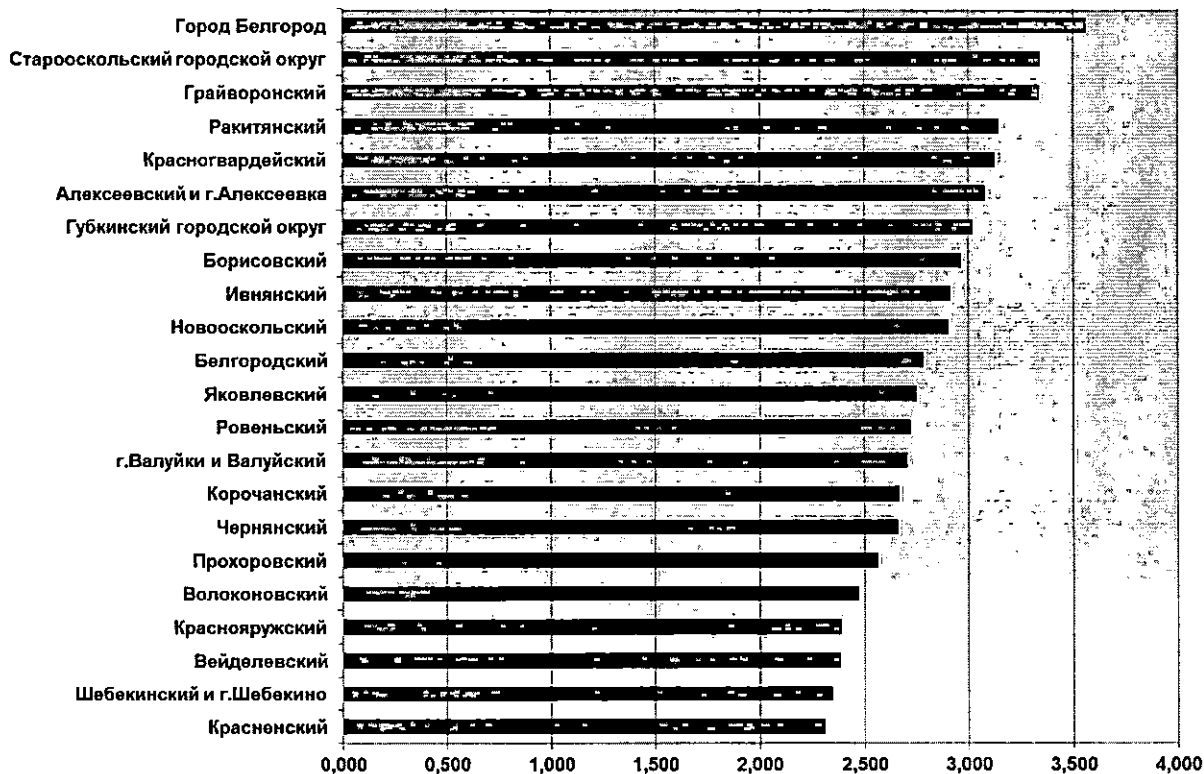 Город Белгород
Старооскольский городской округ
Грайворонский
Ракитянский
Красногвардейский
Алексеевский и г.Алексеевка
Губкинский городской округ
Борисовский
Ивнянский
Новооскольский
Белгородский
Яковлевский
Ровеньский
г.Валуйки и Валуйский
Корочанский
Чернянский
Прохоровский
Волоконовский
Краснояружский
Вейделевский
Шебекинский и г.Шебекино
Красненский
0,000 0,500 1,000 1,500 2,000 2,500 3,000 3,500 4,000